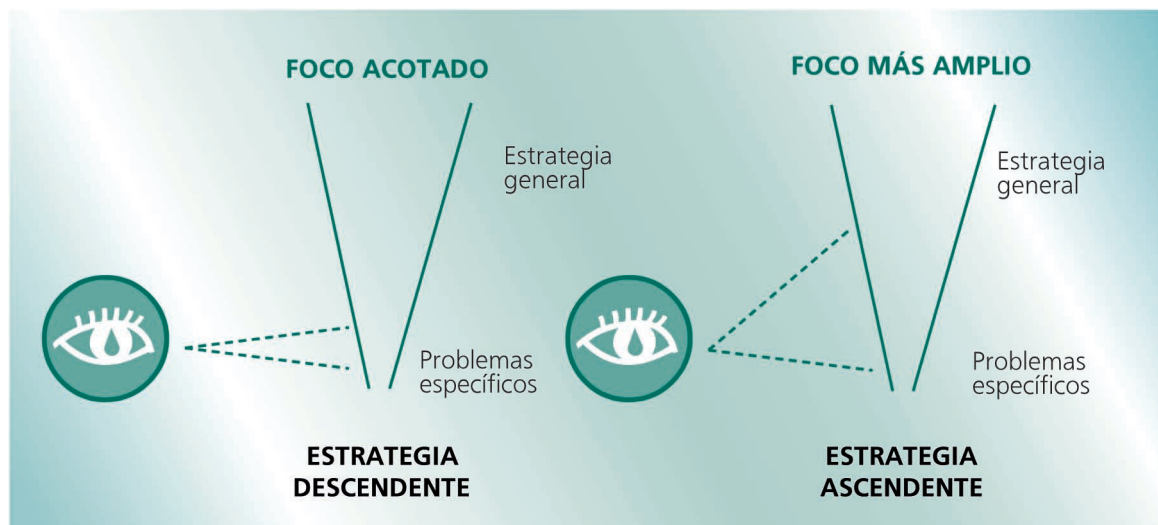 FOCO ACOTADO
Estrategia
general
Problemas
específicos
ESTRATEGIA
DESCENDENTE
FOCO MÁS AMPLIO
Estrategia
general
Problemas
específicos
ESTRATEGIA
ASCENDENTE